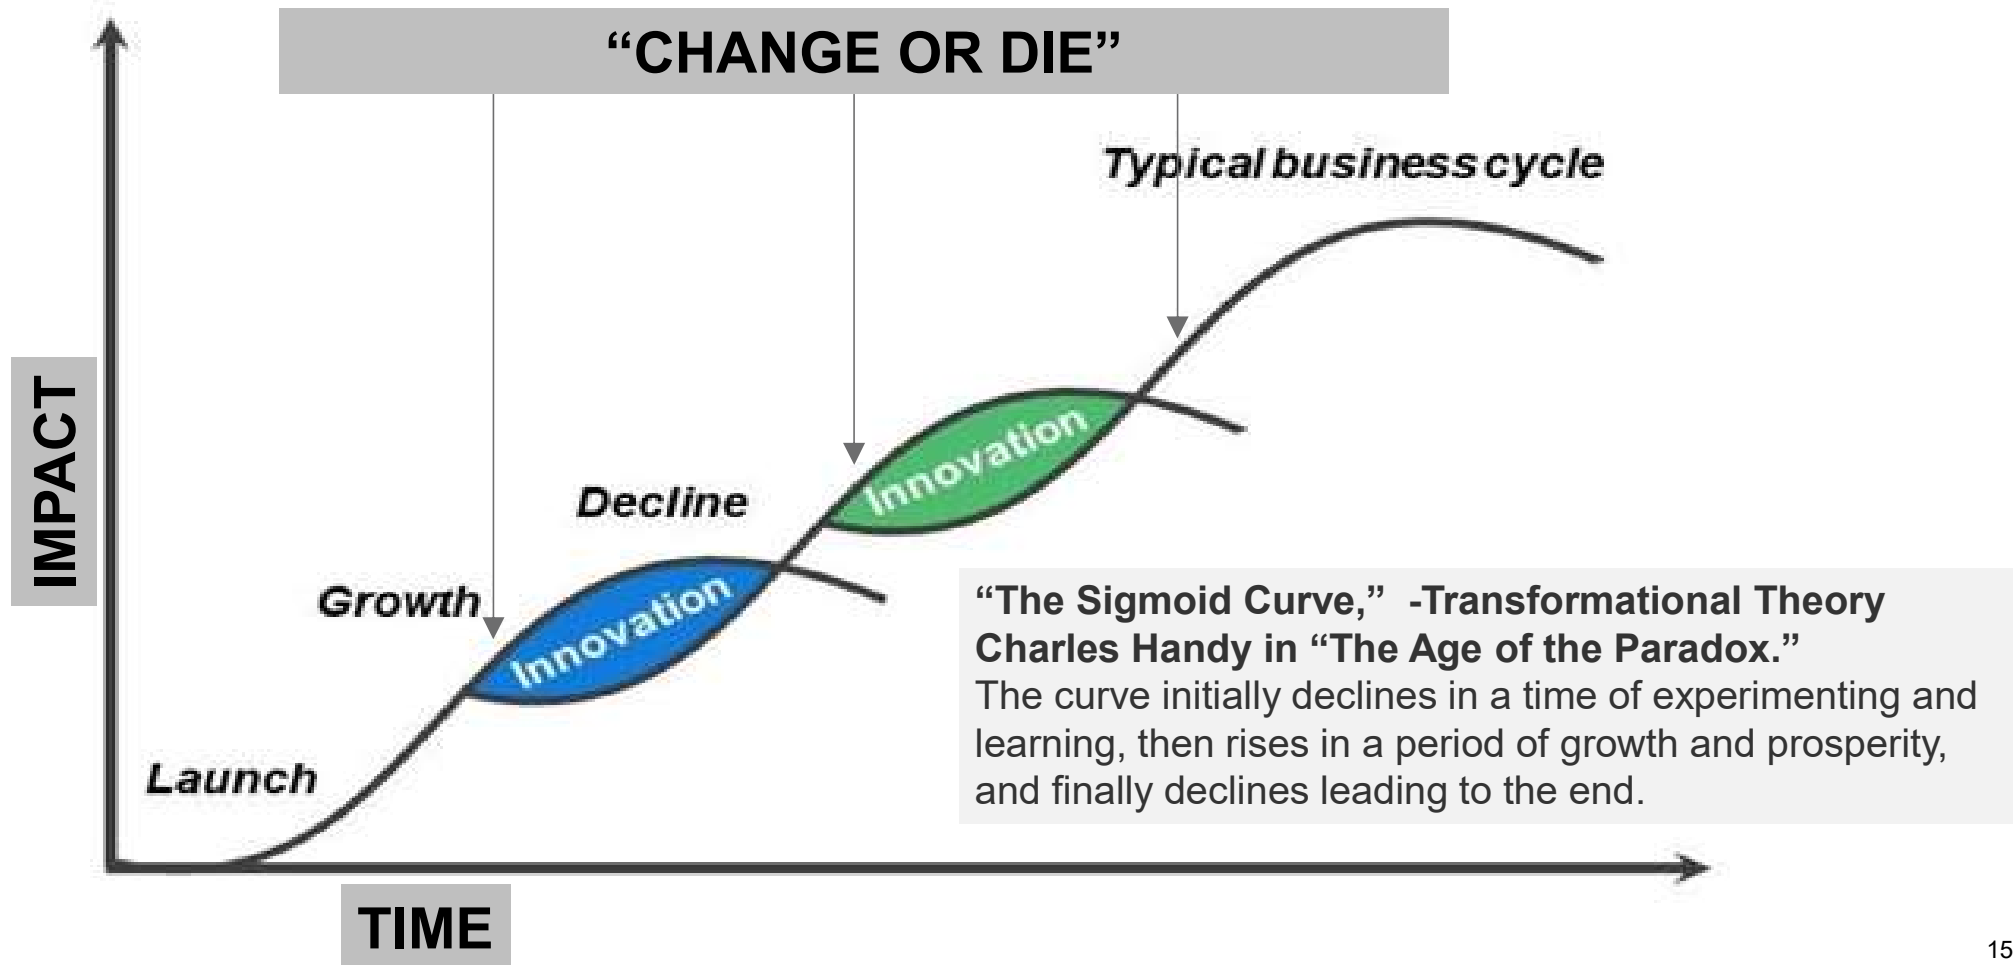 “CHANGE OR DIE”
Typical business cycle
IMPACT
Decline
Innovation
Growth
Innovation
Launch
“The Sigmoid Curve,”  -Transformational Theory
Charles Handy in “The Age of the Paradox.”
The curve initially declines in a time of experimenting and
learning, then rises in a period of growth and prosperity,
and finally declines leading to the end.
TIME
15